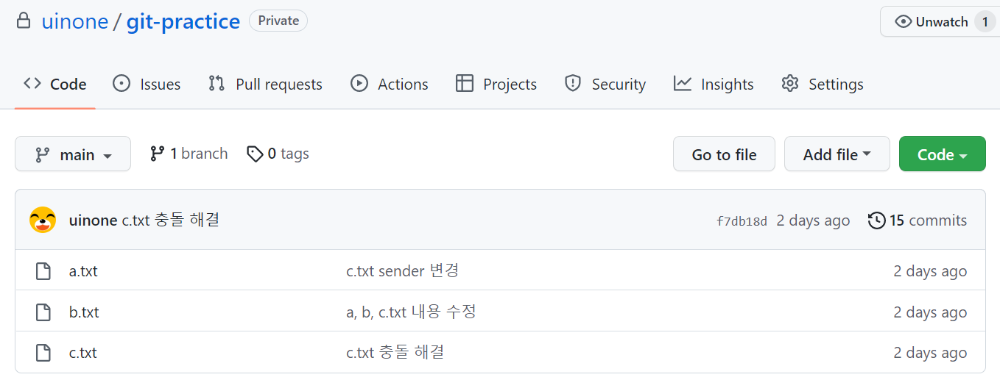 uinone / git-practice Private Unwatch 1
Code Issues Pull requests Actions Projects Security Insights Settings
main 1 branch 0 tags Go to file Add file Code
uinone c.txt 충돌 해결 f7db18d 2 days ago 15 commits
a.txt c.txt sender 변경 2 days ago
b.txt a, b, c.txt 내용 수정 2 days ago
c.txt c.txt 충돌 해결 2 days ago